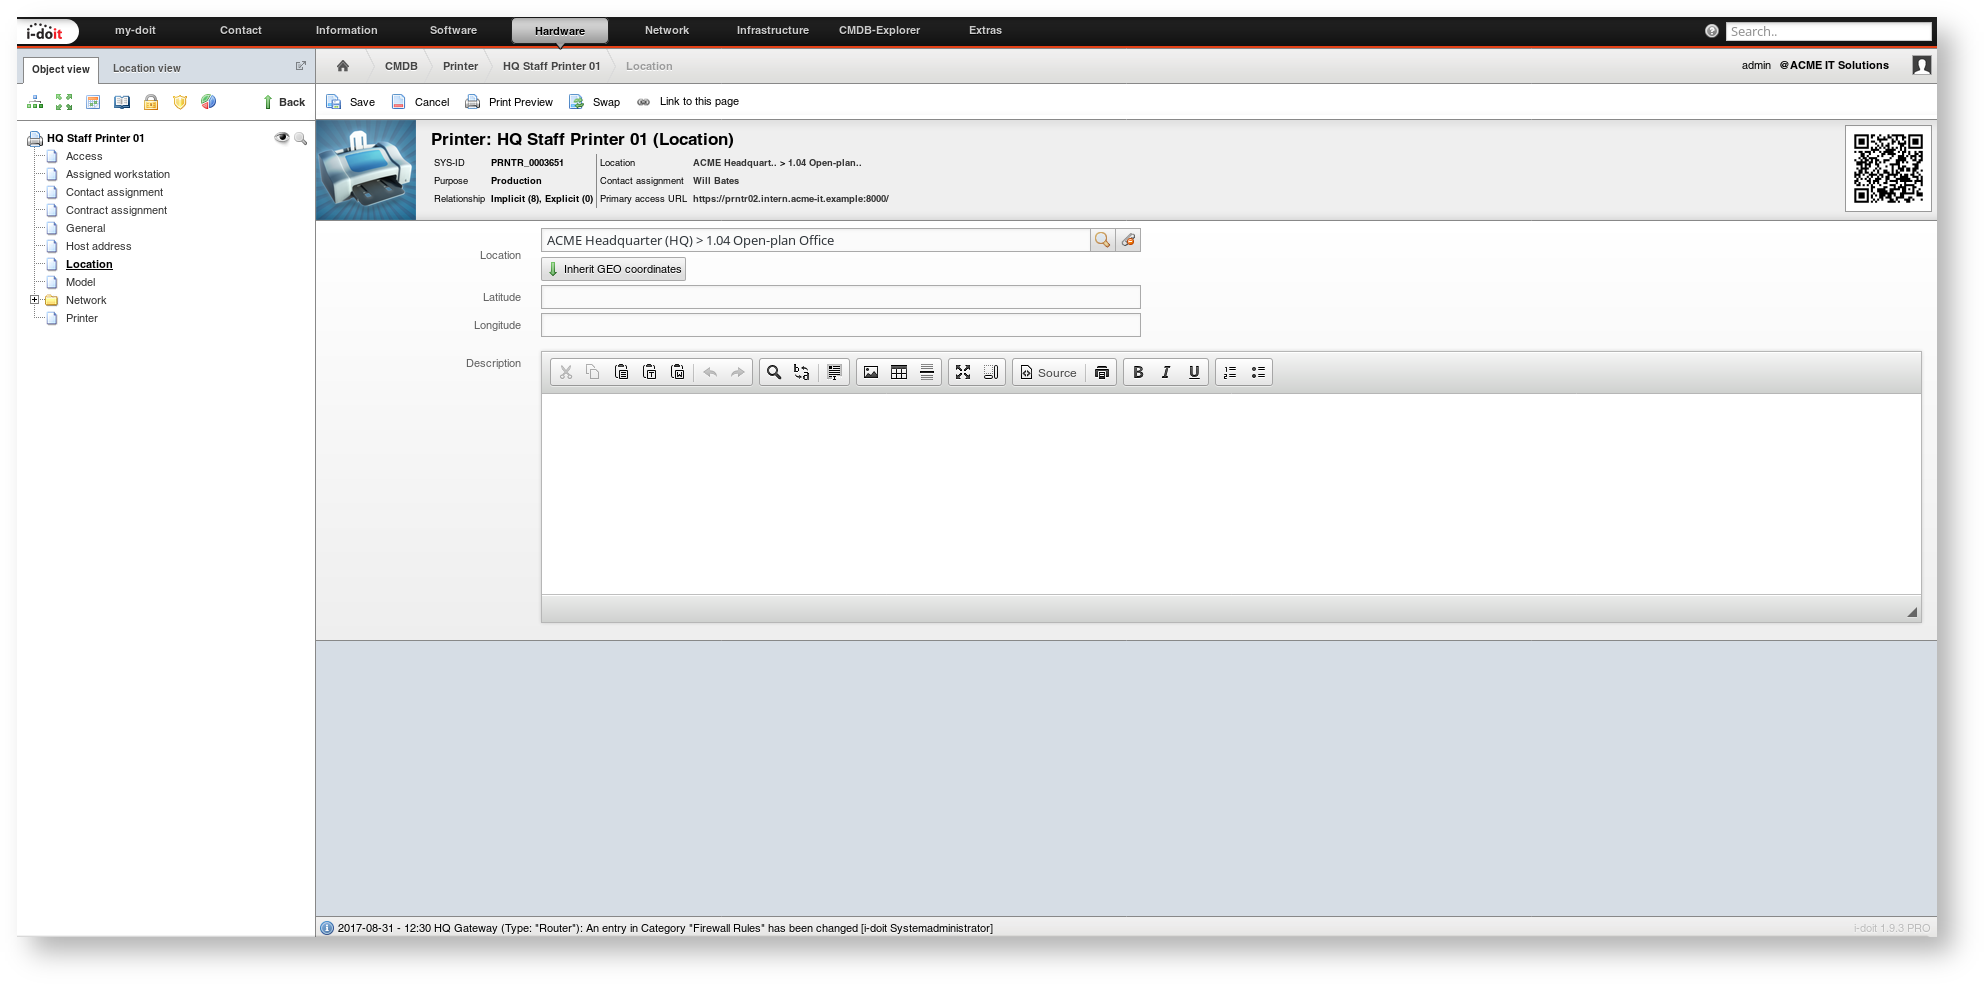 i-doit my-doit Contact Information Software Hardware Network Infrastructure CMDB-Explorer Extras Search..
Object view Location view
CMDB Printer HQ Staff Printer 01 Location admin @ACME IT Solutions
Back
Save Cancel Print Preview Swap Link to this page
HQ Staff Printer 01
Access
Assigned workstation
Contact assignment
Contract assignment
General
Host address
Location
Model
Network
Printer
Printer: HQ Staff Printer 01 (Location)
SYS-ID PRNTR_0003651 Location ACME Headquart.. > 1.04 Open-plan..
Purpose Production Contact assignment Will Bates
Relationship Implicit (8), Explicit (0) Primary access URL https://prntr02.intern.acme-it.example:8000/
Location ACME Headquarter (HQ) > 1.04 Open-plan Office
Inherit GEO coordinates
Latitude
Longitude
Description
Source B I U
2017-08-31 - 12:30 HQ Gateway (Type: "Router"): An entry in Category "Firewall Rules" has been changed [i-doit Systemadministrator]
i-doit 1.9.3 PRO